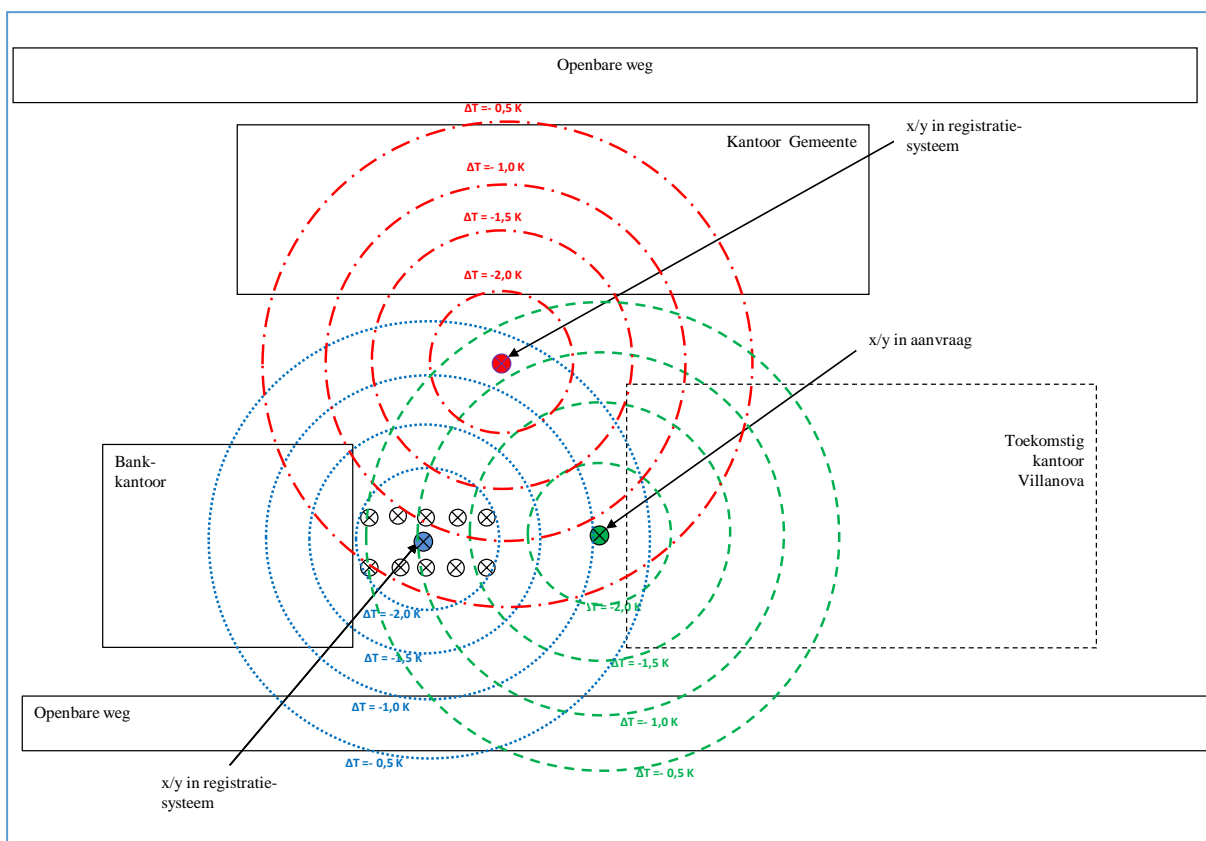 Openbare weg
ΔT =- 0,5 K
x/y in registratie-
systeem
Kantoor Gemeente
ΔT =- 1,0 K
ΔT = -1,5 K
ΔT = -2,0 K
x/y in aanvraag
Toekomstig
kantoor
Villanova
Bank-
kantoor
ΔT = -2,0 K
ΔT = -2,0 K
ΔT = -1,5 K
ΔT = -1,5 K
ΔT = -1,0 K
Openbare weg
ΔT =- 1,0 K
ΔT =- 0,5 K
ΔT =- 0,5 K
x/y in registratie-
systeem